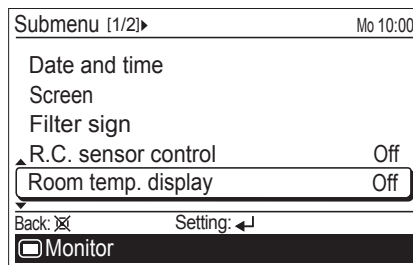 Submenu [1/2]▶ Mo 10:00
Date and time
Screen
Filter sign
R.C. sensor control Off
Room temp. display Off
Back: Setting:
Monitor